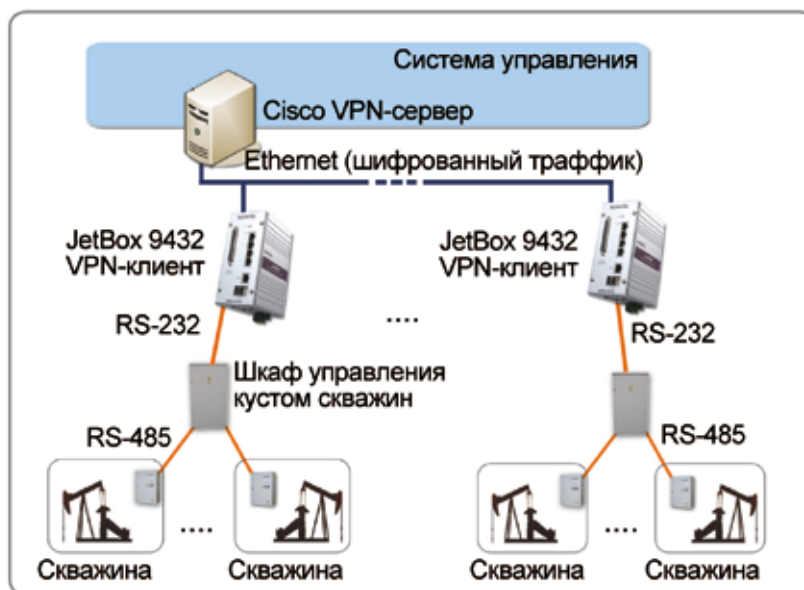 Система управления
Cisco VPN-сервер
Ethernet (шифрованный траффик)
JetBox 9432
VPN-клиент
JetBox 9432
VPN-клиент
RS-232
....
RS-232
Шкаф управления
кустом скважин
RS-485
RS-485
....
....
Скважина
Скважина
Скважина
Скважина